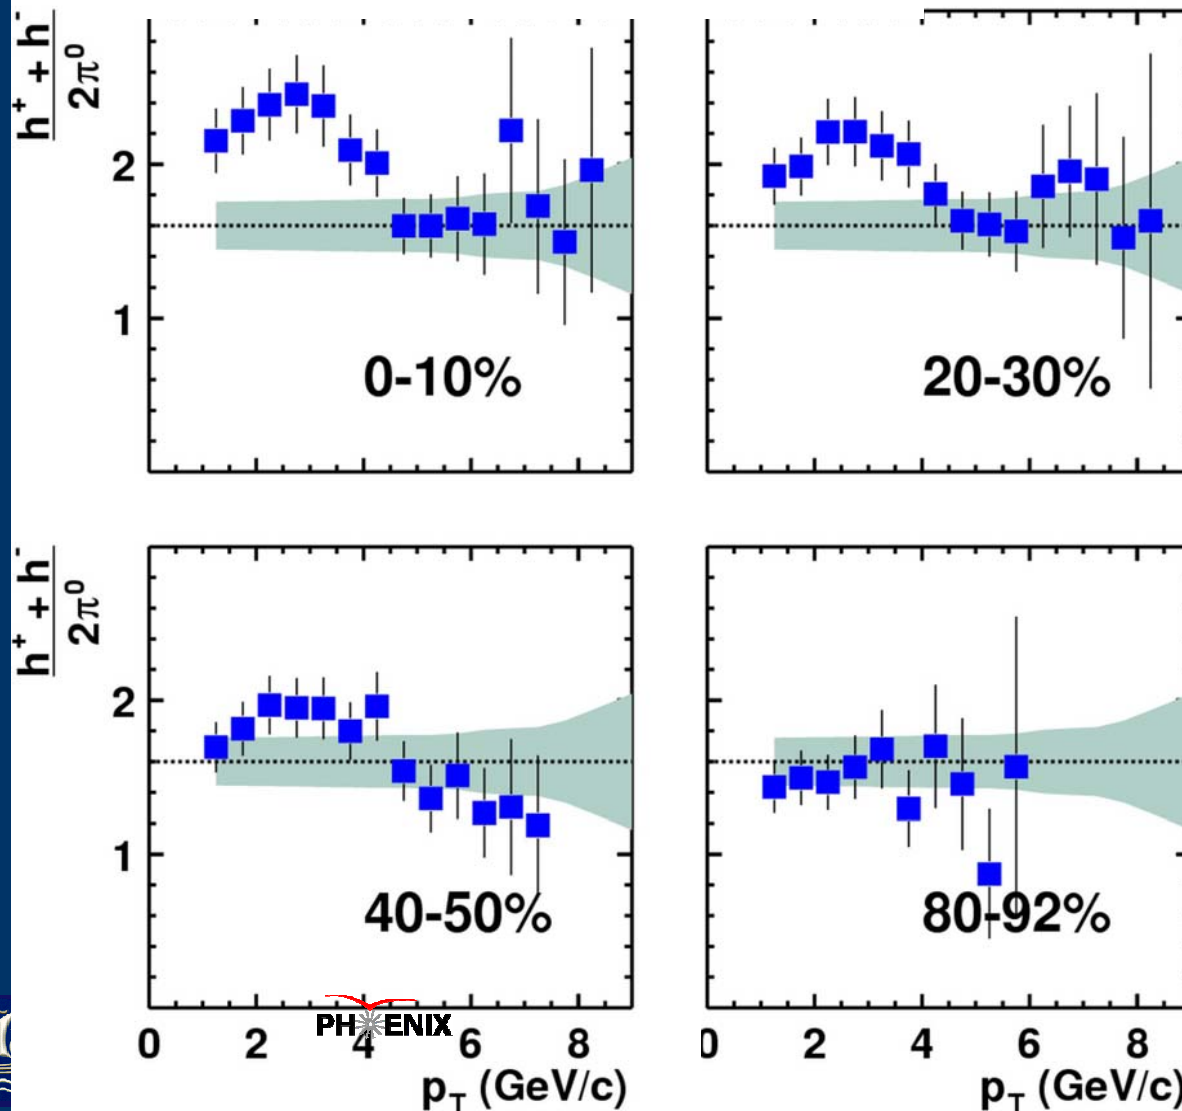 h⁺ + h⁻
2π⁰
2
1
0-10%
20-30%
h⁺ + h⁻
2π⁰
2
1
40-50%
80-92%
PHENIX
0 2 4 6 8
0 2 4 6 8
p_T (GeV/c)
p_T (GeV/c)